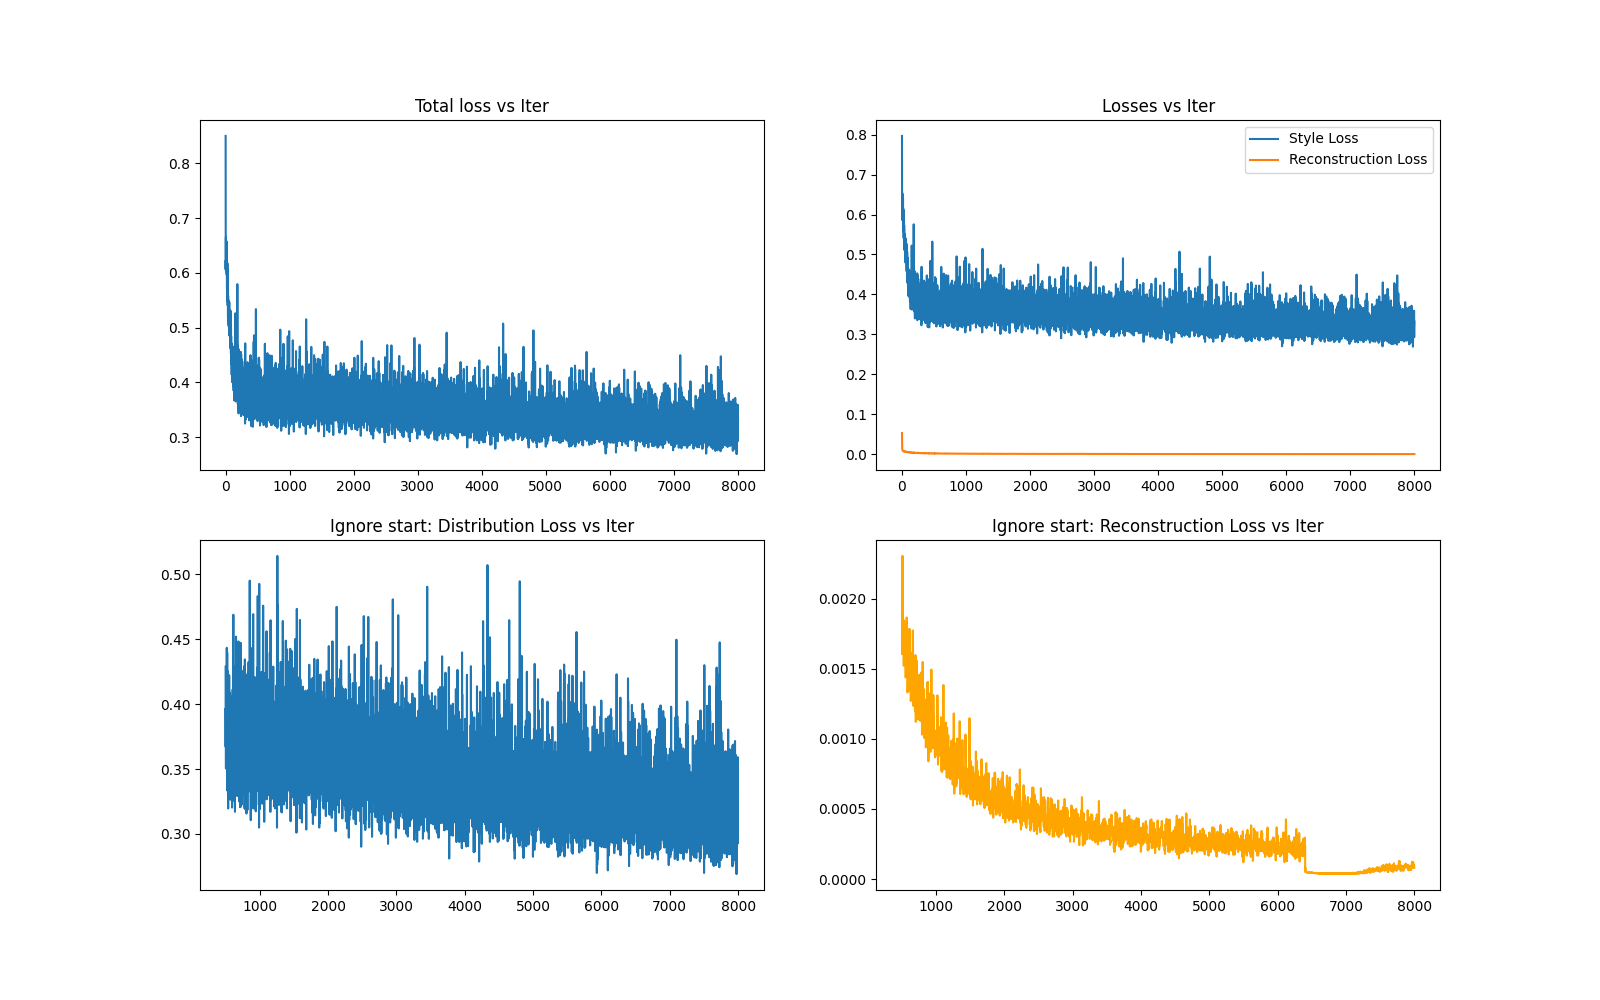 Total loss vs Iter
0.8
0.7
0.6
0.5
0.4
0.3
0 1000 2000 3000 4000 5000 6000 7000 8000
Losses vs Iter
Style Loss
Reconstruction Loss
0.8
0.7
0.6
0.5
0.4
0.3
0.2
0.1
0.0
0 1000 2000 3000 4000 5000 6000 7000 8000
Ignore start: Distribution Loss vs Iter
0.50
0.45
0.40
0.35
0.30
1000 2000 3000 4000 5000 6000 7000 8000
Ignore start: Reconstruction Loss vs Iter
0.0020
0.0015
0.0010
0.0005
0.0000
1000 2000 3000 4000 5000 6000 7000 8000